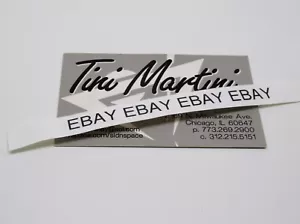 Tini Martini
EBAY EBAY EBAY EBAY
Milwaukee Ave.
Chicago, IL 60647
p. 773.269.2900
c. 312.215.5151